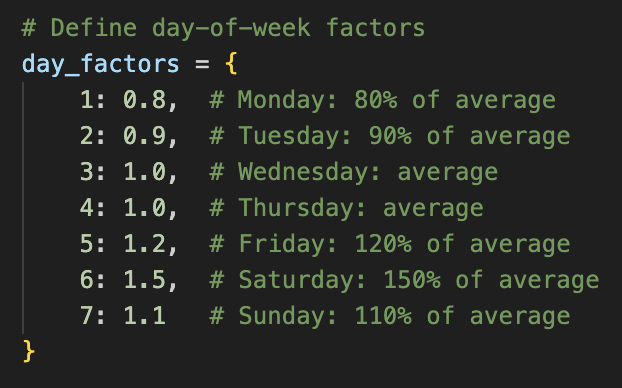 # Define day-of-week factors
day_factors = {
    1: 0.8,  # Monday: 80% of average
    2: 0.9,  # Tuesday: 90% of average
    3: 1.0,  # Wednesday: average
    4: 1.0,  # Thursday: average
    5: 1.2,  # Friday: 120% of average
    6: 1.5,  # Saturday: 150% of average
    7: 1.1   # Sunday: 110% of average
}